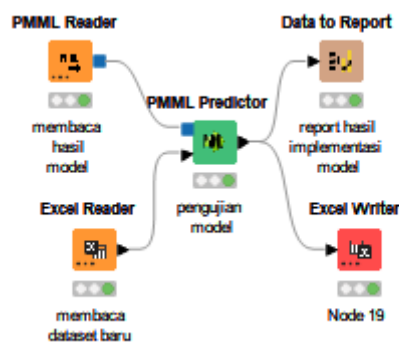 PMML Reader
membaca
hasil
model
Data to Report
report hasil
implementasi
model
PMML Predictor
pengujian
model
Excel Reader
membaca
dataset baru
Excel Writer
Node 19